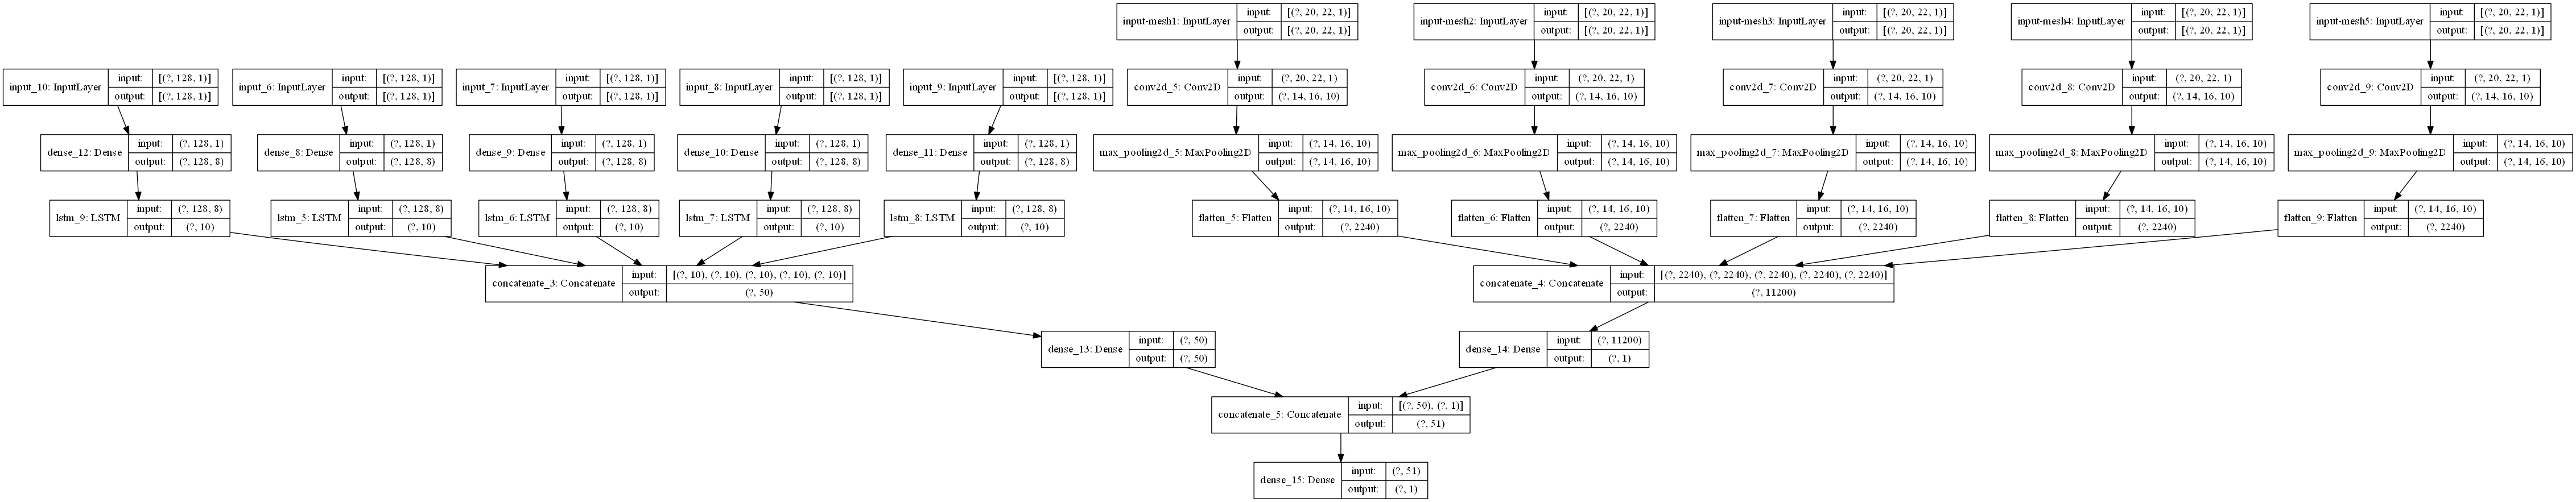 input-mesh1: InputLayer input: [(?, 20, 22, 1)] output: [(?, 20, 22, 1)]
input-mesh2: InputLayer input: [(?, 20, 22, 1)] output: [(?, 20, 22, 1)]
input-mesh3: InputLayer input: [(?, 20, 22, 1)] output: [(?, 20, 22, 1)]
input-mesh4: InputLayer input: [(?, 20, 22, 1)] output: [(?, 20, 22, 1)]
input-mesh5: InputLayer input: [(?, 20, 22, 1)] output: [(?, 20, 22, 1)]
input_10: InputLayer input: [(?, 128, 1)] output: [(?, 128, 1)]
input_6: InputLayer input: [(?, 128, 1)] output: [(?, 128, 1)]
input_7: InputLayer input: [(?, 128, 1)] output: [(?, 128, 1)]
input_8: InputLayer input: [(?, 128, 1)] output: [(?, 128, 1)]
input_9: InputLayer input: [(?, 128, 1)] output: [(?, 128, 1)]
conv2d_5: Conv2D input: (?, 20, 22, 1) output: (?, 14, 16, 10)
conv2d_6: Conv2D input: (?, 20, 22, 1) output: (?, 14, 16, 10)
conv2d_7: Conv2D input: (?, 20, 22, 1) output: (?, 14, 16, 10)
conv2d_8: Conv2D input: (?, 20, 22, 1) output: (?, 14, 16, 10)
conv2d_9: Conv2D input: (?, 20, 22, 1) output: (?, 14, 16, 10)
dense_12: Dense input: (?, 128, 1) output: (?, 128, 8)
dense_8: Dense input: (?, 128, 1) output: (?, 128, 8)
dense_9: Dense input: (?, 128, 1) output: (?, 128, 8)
dense_10: Dense input: (?, 128, 1) output: (?, 128, 8)
dense_11: Dense input: (?, 128, 1) output: (?, 128, 8)
max_pooling2d_5: MaxPooling2D input: (?, 14, 16, 10) output: (?, 14, 16, 10)
max_pooling2d_6: MaxPooling2D input: (?, 14, 16, 10) output: (?, 14, 16, 10)
max_pooling2d_7: MaxPooling2D input: (?, 14, 16, 10) output: (?, 14, 16, 10)
max_pooling2d_8: MaxPooling2D input: (?, 14, 16, 10) output: (?, 14, 16, 10)
max_pooling2d_9: MaxPooling2D input: (?, 14, 16, 10) output: (?, 14, 16, 10)
lstm_9: LSTM input: (?, 128, 8) output: (?, 10)
lstm_5: LSTM input: (?, 128, 8) output: (?, 10)
lstm_6: LSTM input: (?, 128, 8) output: (?, 10)
lstm_7: LSTM input: (?, 128, 8) output: (?, 10)
lstm_8: LSTM input: (?, 128, 8) output: (?, 10)
flatten_5: Flatten input: (?, 14, 16, 10) output: (?, 2240)
flatten_6: Flatten input: (?, 14, 16, 10) output: (?, 2240)
flatten_7: Flatten input: (?, 14, 16, 10) output: (?, 2240)
flatten_8: Flatten input: (?, 14, 16, 10) output: (?, 2240)
flatten_9: Flatten input: (?, 14, 16, 10) output: (?, 2240)
concatenate_3: Concatenate input: [(?, 10), (?, 10), (?, 10), (?, 10), (?, 10)] output: (?, 50)
concatenate_4: Concatenate input: [(?, 2240), (?, 2240), (?, 2240), (?, 2240), (?, 2240)] output: (?, 11200)
dense_13: Dense input: (?, 50) output: (?, 50)
dense_14: Dense input: (?, 11200) output: (?, 1)
concatenate_5: Concatenate input: [(?, 50), (?, 1)] output: (?, 51)
dense_15: Dense input: (?, 51) output: (?, 1)